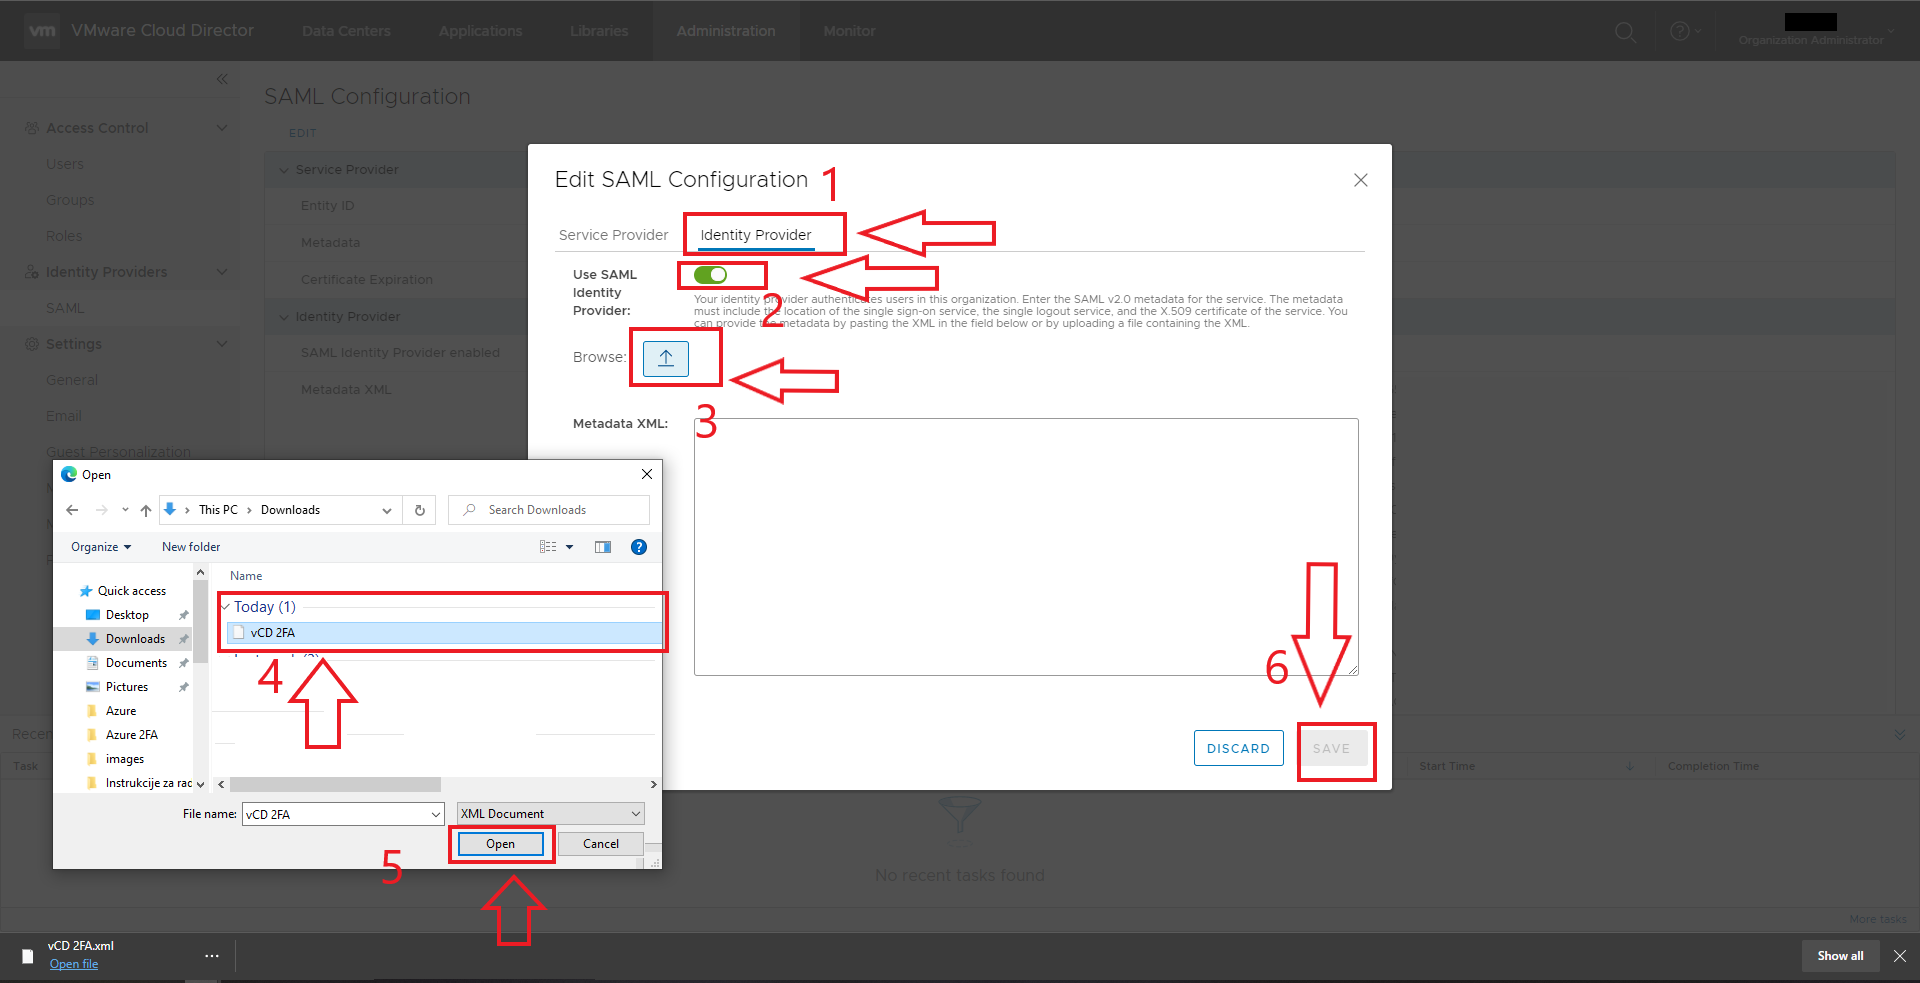 vm VMware Cloud Director Data Centers Applications Libraries Administration Monitor
Organization Administrator
SAML Configuration
EDIT
Access Control
Users
Groups
Roles
Identity Providers
SAML
Settings
General
Email
Guest Personalization
Service Provider
Entity ID
Metadata
Certificate Expiration
Identity Provider
SAML Identity Provider enabled
Metadata XML
Edit SAML Configuration 1
Service Provider Identity Provider
Use SAML
Identity
Provider:
2
Your identity provider authenticates users in this organization. Enter the SAML v2.0 metadata for the service. The metadata
must include the location of the single sign-on service, the single logout service, and the X.509 certificate of the service. You
can provide the metadata by pasting the XML in the field below or by uploading a file containing the XML.
Browse:
3
Metadata XML:
6
DISCARD SAVE
Open
This PC Downloads Search Downloads
Organize New folder
Name
Quick access
Desktop
Downloads
Documents
Pictures
Azure
Azure 2FA
images
Instrukcije za rad
Today (1)
vCD 2FA
4
File name: vCD 2FA XML Document
Open Cancel
5
Task Start Time Completion Time
No recent tasks found
More tasks
vCD 2FA.xml
Open file
Show all